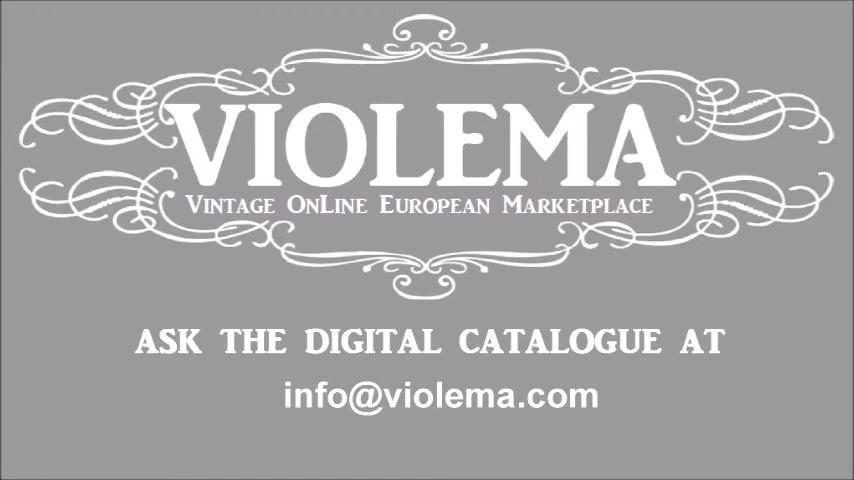 VIOLEMA
VINTAGE ONLINE EUROPEAN MARKETPLACE
ASK THE DIGITAL CATALOGUE AT
info@violema.com